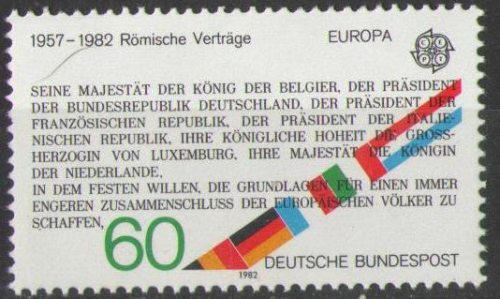 1957–1982 Römische Verträge EUROPA CEPT
SEINE MAJESTÄT DER KÖNIG DER BELGIER, DER PRÄSIDENT
DER BUNDESREPUBLIK DEUTSCHLAND, DER PRÄSIDENT DER
FRANZÖSISCHEN REPUBLIK, DER PRÄSIDENT DER ITALIE-
NISCHEN REPUBLIK, IHRE KÖNIGLICHE HOHEIT DIE GROSS-
HERZOGIN VON LUXEMBURG, IHRE MAJESTÄT DIE KÖNIGIN
DER NIEDERLANDE,
IN DEM FESTEN WILLEN, DIE GRUNDLAGEN FÜR EINEN IMMER
ENGEREN ZUSAMMENSCHLUSS DER EUROPÄISCHEN VÖLKER ZU
SCHAFFEN,
60 DEUTSCHE BUNDESPOST
1982